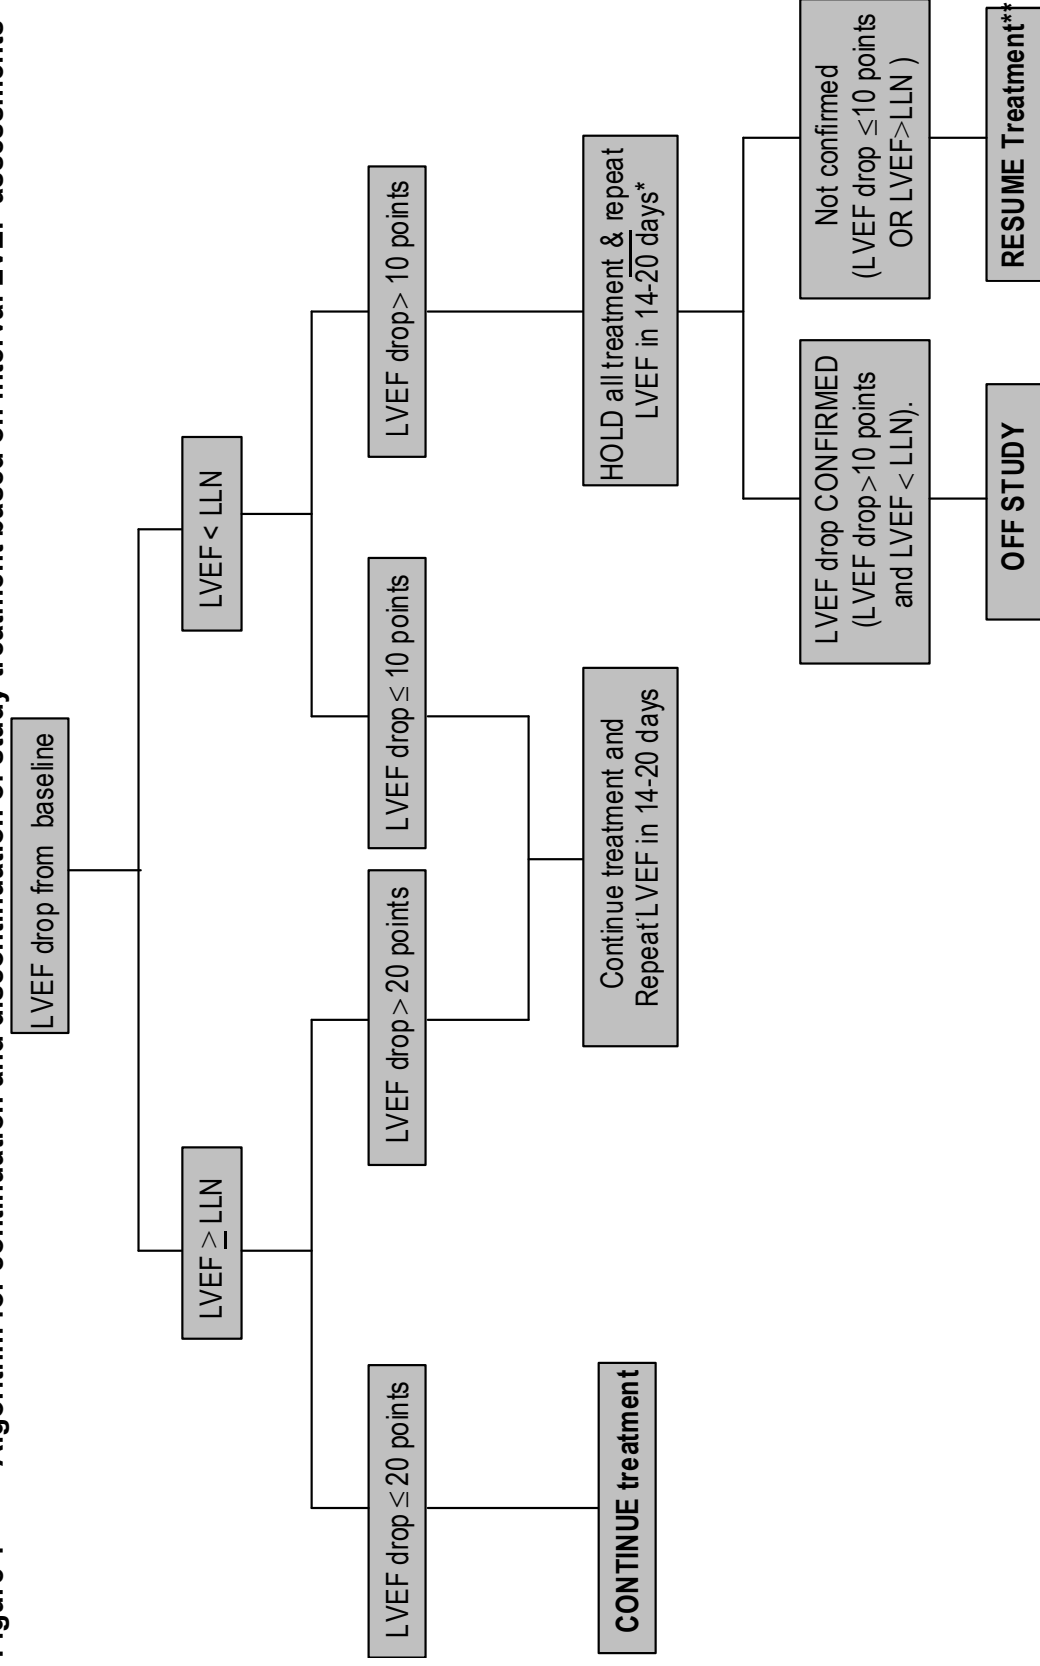 Figure 1 Algorithm for continuation and discontinuation of study treatment based on interval LVEF assessments
LVEF drop from baseline
LVEF ≥ LLN
LVEF < LLN
LVEF drop ≤ 20 points
LVEF drop > 20 points
LVEF drop ≤ 10 points
LVEF drop > 10 points
CONTINUE treatment
Continue treatment and
Repeat LVEF in 14-20 days
HOLD all treatment & repeat
LVEF in 14-20 days*
LVEF drop CONFIRMED
(LVEF drop >10 points
and LVEF < LLN).
Not confirmed
(LVEF drop ≤10 points
OR LVEF>LLN )
OFF STUDY
RESUME Treatment**